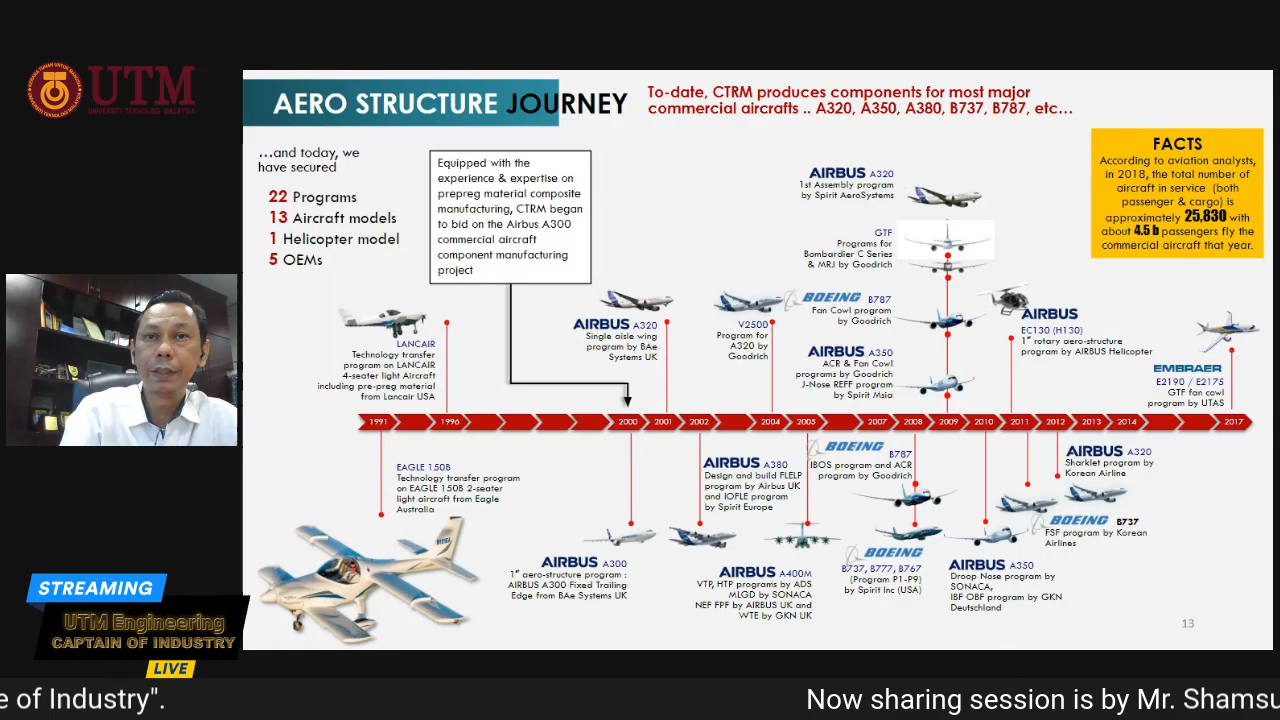 UTM
UNIVERSITI TEKNOLOGI MALAYSIA
AERO STRUCTURE JOURNEY
To-date, CTRM produces components for most major
commercial aircrafts .. A320, A350, A380, B737, B787, etc...
FACTS
According to aviation analysts,
in 2018, the total number of
aircraft in service (both
passenger & cargo) is
approximately 25,830 with
about 4.5 b passengers fly the
commercial aircraft that year.
...and today, we
have secured
22 Programs
13 Aircraft models
1 Helicopter model
5 OEMs
Equipped with the
experience & expertise on
prepreg material composite
manufacturing, CTRM began
to bid on the Airbus A300
commercial aircraft
component manufacturing
project
AIRBUS A320
1st Assembly program
by Spirit AeroSystems
GTF
Programs for
Bombardier C Series
& MRJ by Goodrich
LANCAIR
Technology transfer
program on LANCAIR
4-seater light Aircraft
including pre-preg material
from Lancair USA
AIRBUS A320
Single aisle wing
program by BAe
Systems UK
V2500
Program for
A320 by
Goodrich
BOEING B787
Fan Cowl program
by Goodrich
AIRBUS A350
ACR & Fan Cowl
programs by Goodrich
J-Nose REFF program
by Spirit Msia
AIRBUS
EC130 (H130)
1st rotary aero-structure
program by AIRBUS Helicopter
EMBRAER
E2190 / E2175
GTF fan cowl
program by UTAS
1991 1996 2000 2001 2002 2004 2005 2007 2008 2009 2010 2011 2012 2013 2014 2017
EAGLE 150B
Technology transfer program
on EAGLE 150B 2-seater
light aircraft from Eagle
Australia
AIRBUS A300
1st aero-structure program :
AIRBUS A300 Fixed Trailing
Edge from BAe Systems UK
AIRBUS A380
Design and build FLELP
program by Airbus UK
and IOFLE program
by Spirit Europe
AIRBUS A400M
VTP, HTP programs by ADS
MLGD by SONACA
NEF FPF by AIRBUS UK and
WTE by GKN UK
BOEING B787
IBOS program and ACR
program by Goodrich
BOEING
B737, B777, B767
(Program P1-P9)
by Spirit Inc (USA)
AIRBUS A350
Droop Nose program by
SONACA,
IBF OBF program by GKN
Deutschland
AIRBUS A320
Sharklet program by
Korean Airline
BOEING B737
FSF program by Korean
Airlines
13
STREAMING
UTM Engineering
CAPTAIN OF INDUSTRY
LIVE
e of Industry". Now sharing session is by Mr. Shamsu